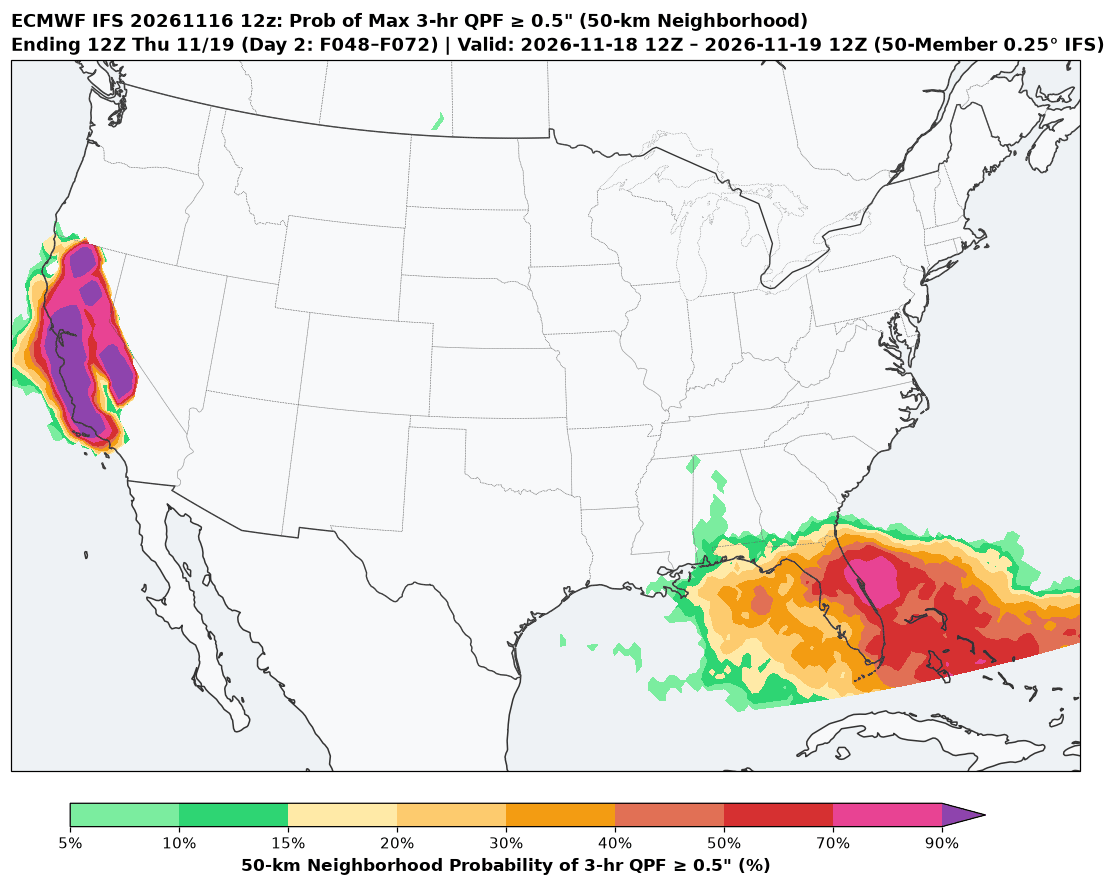 ECMWF IFS 20261116 12z: Prob of Max 3-hr QPF ≥ 0.5" (50-km Neighborhood)
Ending 12Z Thu 11/19 (Day 2: F048–F072) | Valid: 2026-11-18 12Z – 2026-11-19 12Z (50-Member 0.25° IFS)
5% 10% 15% 20% 30% 40% 50% 70% 90%
50-km Neighborhood Probability of 3-hr QPF ≥ 0.5" (%)